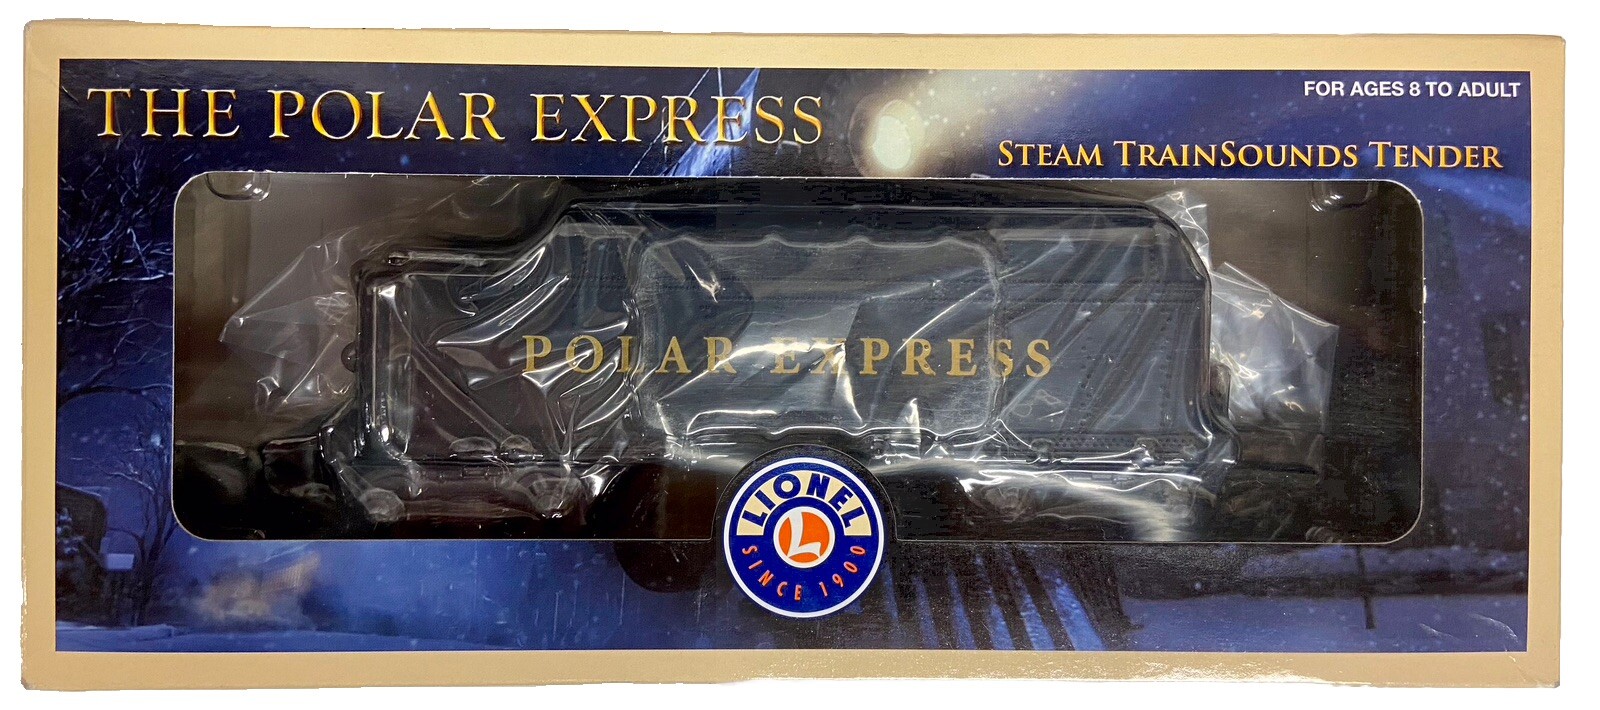 THE POLAR EXPRESS
FOR AGES 8 TO ADULT
STEAM TRAINSOUNDS TENDER
POLAR EXPRESS
LIONEL
L
SINCE 1900